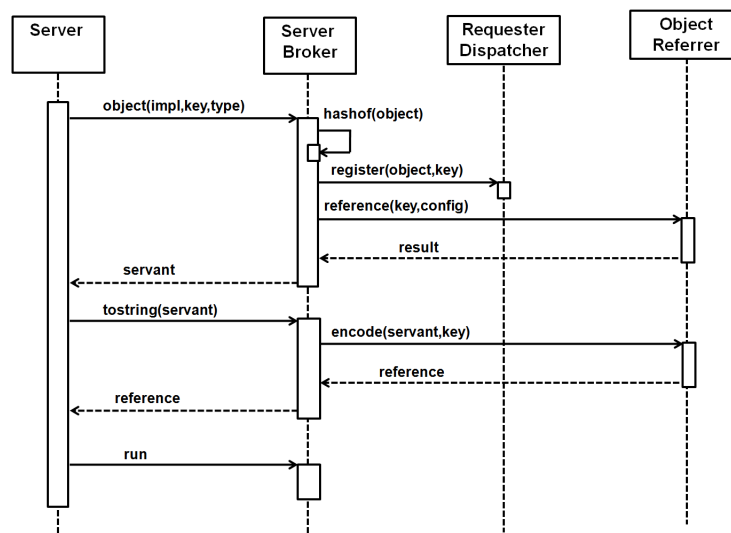 Server
Server
Broker
Requester
Dispatcher
Object
Referrer
object(impl,key,type)
hashof(object)
register(object,key)
reference(key,config)
result
servant
tostring(servant)
encode(servant,key)
reference
reference
run